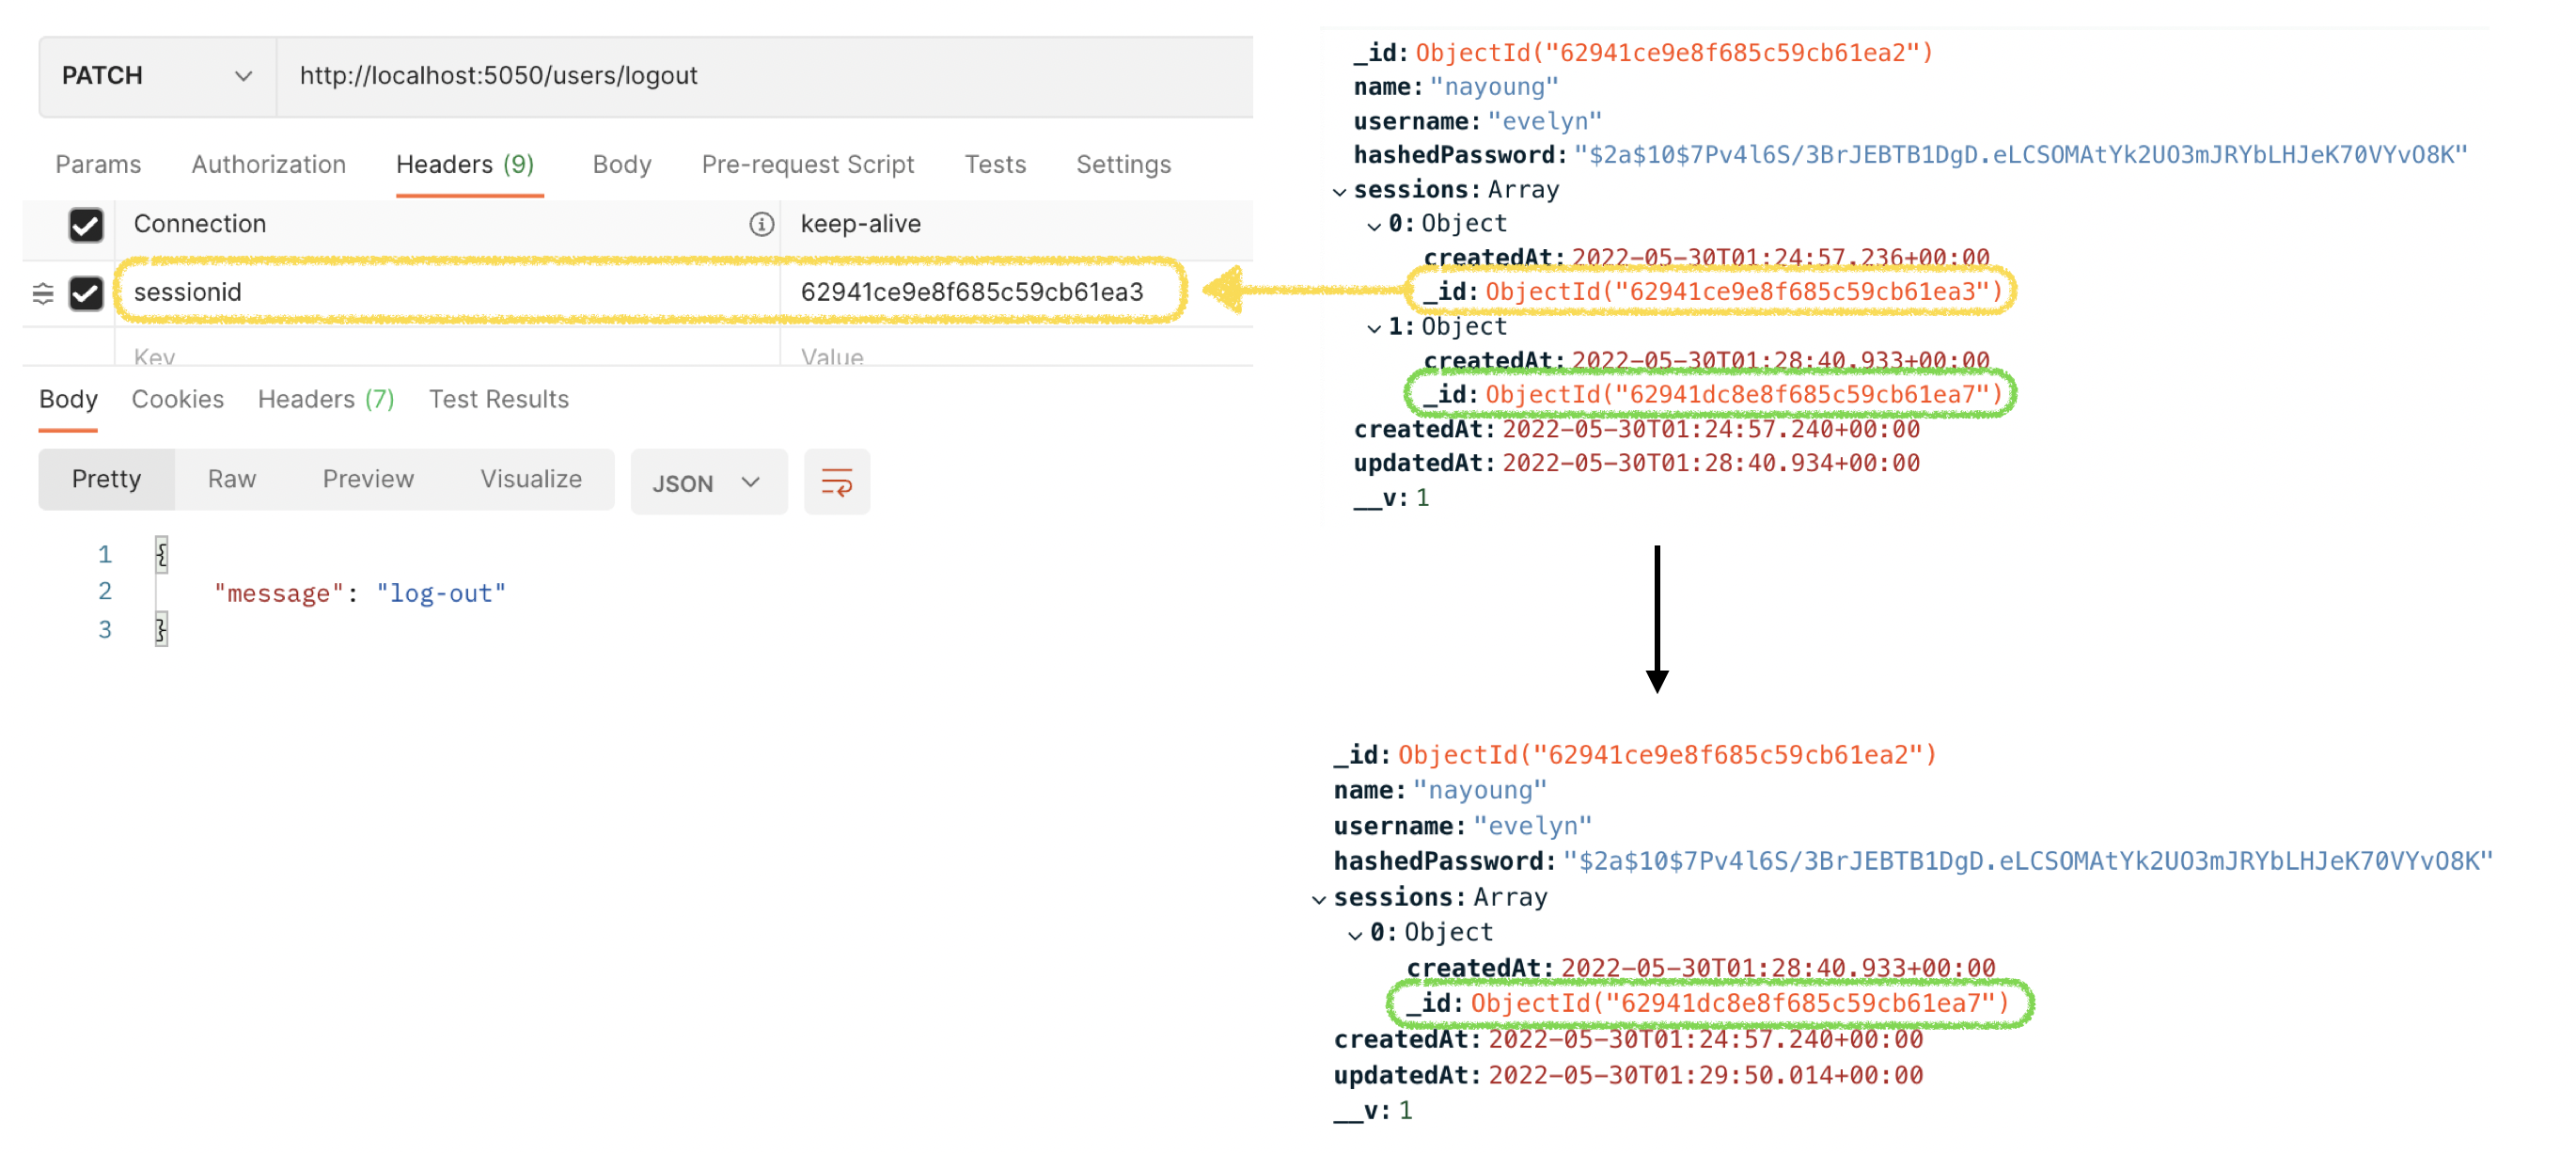 PATCH http://localhost:5050/users/logout
Params Authorization Headers (9) Body Pre-request Script Tests Settings
Connection keep-alive
sessionid 62941ce9e8f685c59cb61ea3
Key Value
Body Cookies Headers (7) Test Results
Pretty Raw Preview Visualize JSON
1 {
2 "message": "log-out"
3 }
_id: ObjectId("62941ce9e8f685c59cb61ea2")
name: "nayoung"
username: "evelyn"
hashedPassword: "$2a$10$7Pv4l6S/3BrJEBTB1DgD.eLCSOMAtYk2UO3mJRYbLHJeK70VYvO8K"
sessions: Array
0: Object
createdAt: 2022-05-30T01:24:57.236+00:00
_id: ObjectId("62941ce9e8f685c59cb61ea3")
1: Object
createdAt: 2022-05-30T01:28:40.933+00:00
_id: ObjectId("62941dc8e8f685c59cb61ea7")
createdAt: 2022-05-30T01:24:57.240+00:00
updatedAt: 2022-05-30T01:28:40.934+00:00
__v: 1
_id: ObjectId("62941ce9e8f685c59cb61ea2")
name: "nayoung"
username: "evelyn"
hashedPassword: "$2a$10$7Pv4l6S/3BrJEBTB1DgD.eLCSOMAtYk2UO3mJRYbLHJeK70VYvO8K"
sessions: Array
0: Object
createdAt: 2022-05-30T01:28:40.933+00:00
_id: ObjectId("62941dc8e8f685c59cb61ea7")
createdAt: 2022-05-30T01:24:57.240+00:00
updatedAt: 2022-05-30T01:29:50.014+00:00
__v: 1